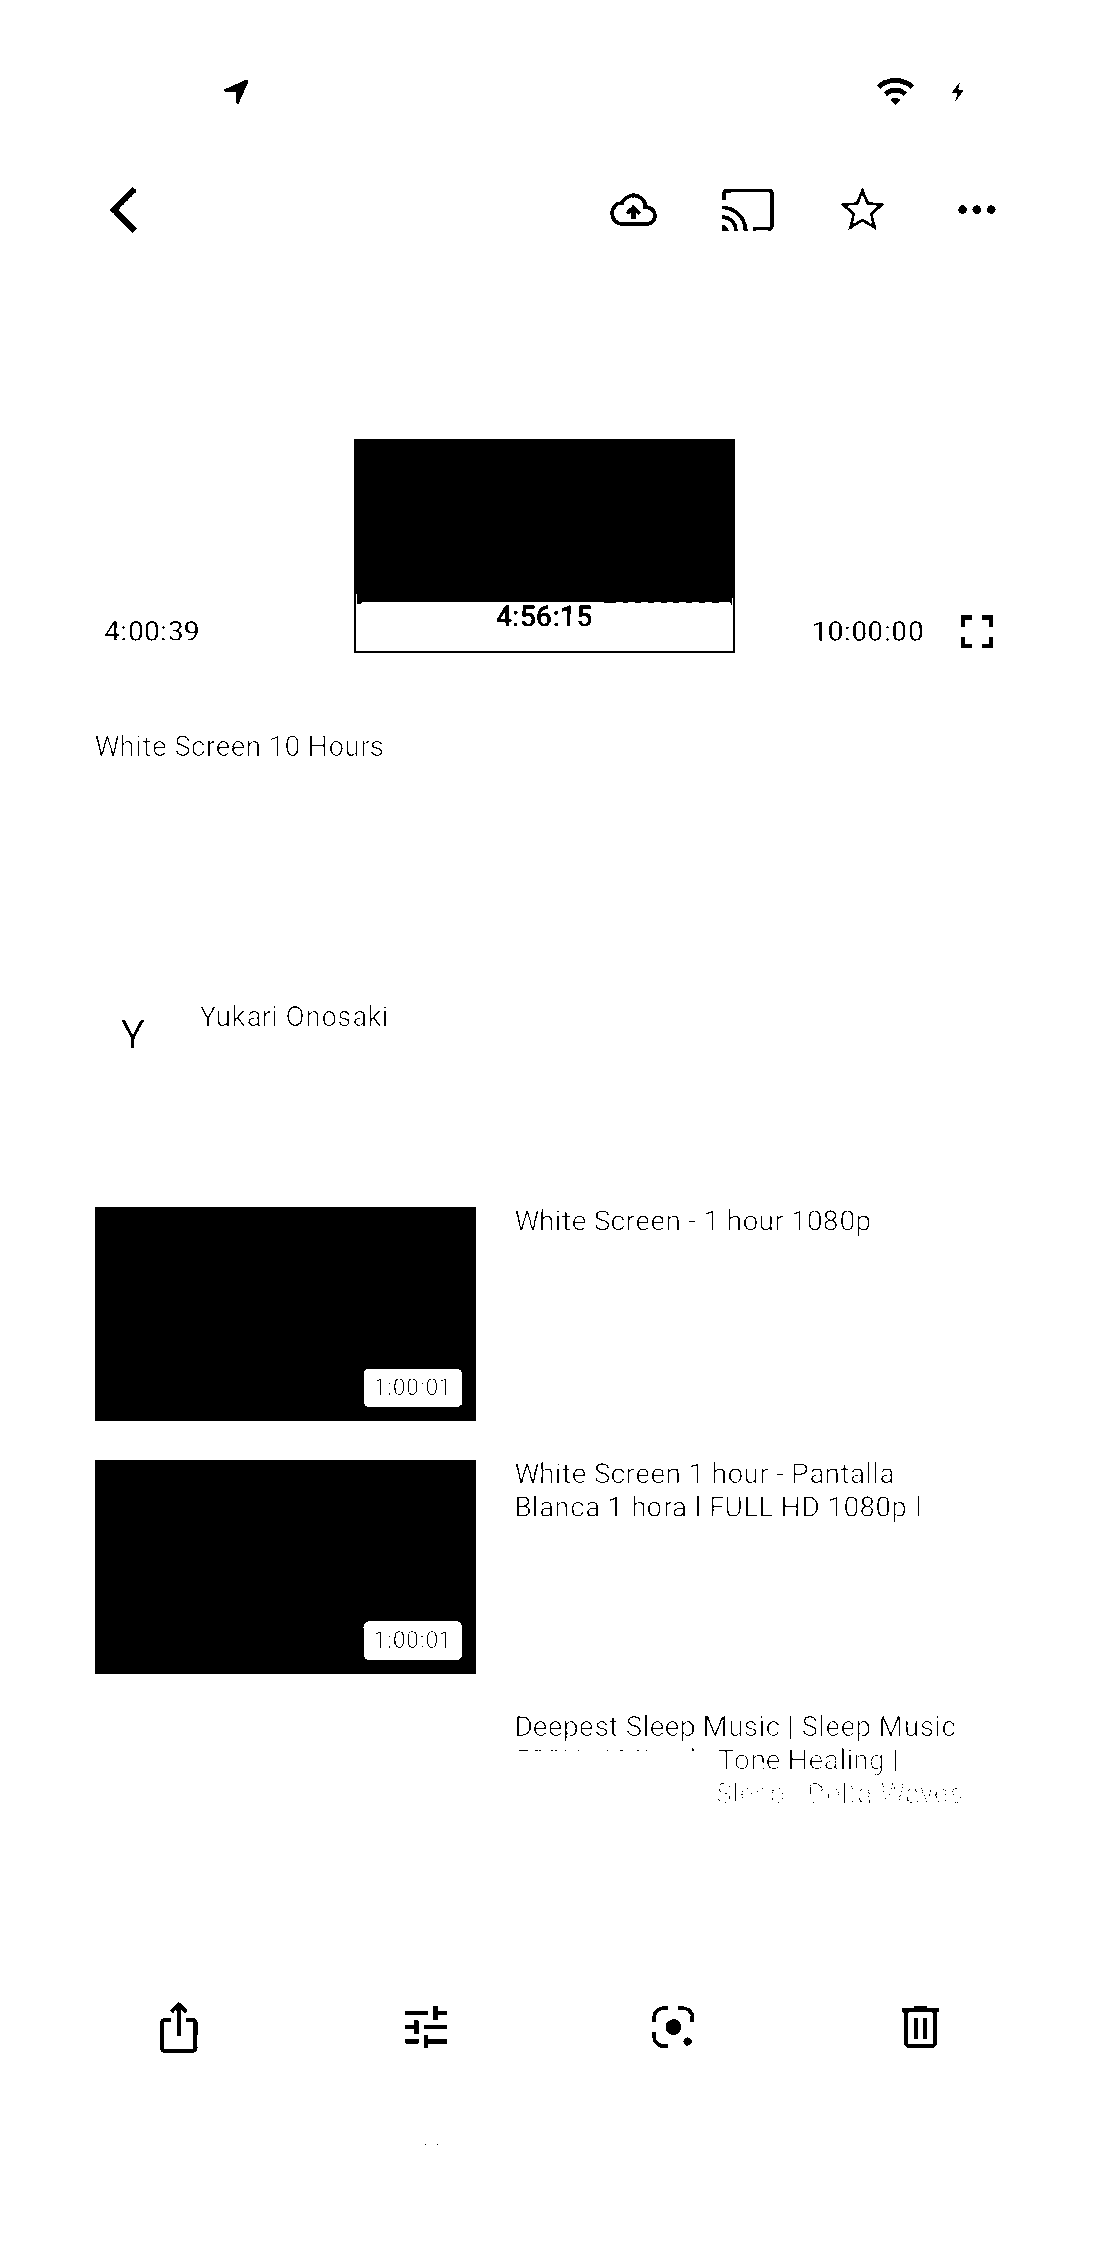 4:56:15
4:00:39
10:00:00
White Screen 10 Hours
Y
Yukari Onosaki
White Screen - 1 hour 1080p
1:00:01
White Screen 1 hour - Pantalla
Blanca 1 hora l FULL HD 1080p l
1:00:01
Deepest Sleep Music | Sleep Music
Tone Healing |
Sleep Delta Waves